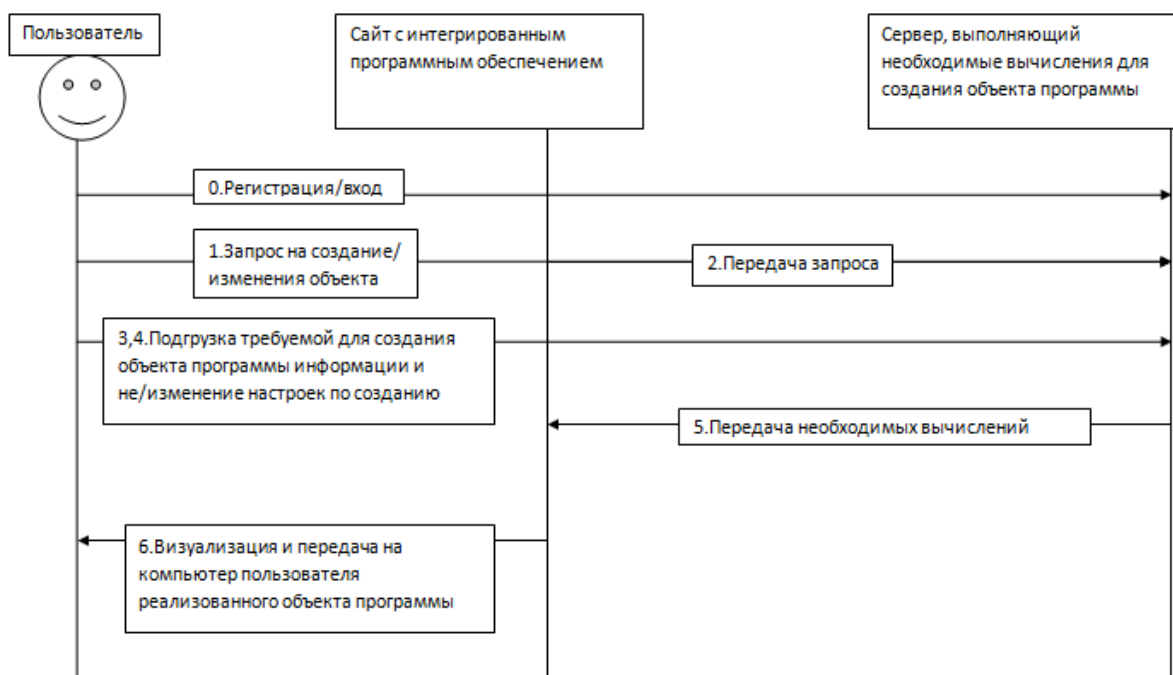 Пользователь
Сайт с интегрированным
программным обеспечением
Сервер, выполняющий
необходимые вычисления для
создания объекта программы
0.Регистрация/вход
1.Запрос на создание/
изменения объекта
2.Передача запроса
3,4.Подгрузка требуемой для создания
объекта программы информации и
не/изменение настроек по созданию
5.Передача необходимых вычислений
6.Визуализация и передача на
компьютер пользователя
реализованного объекта программы